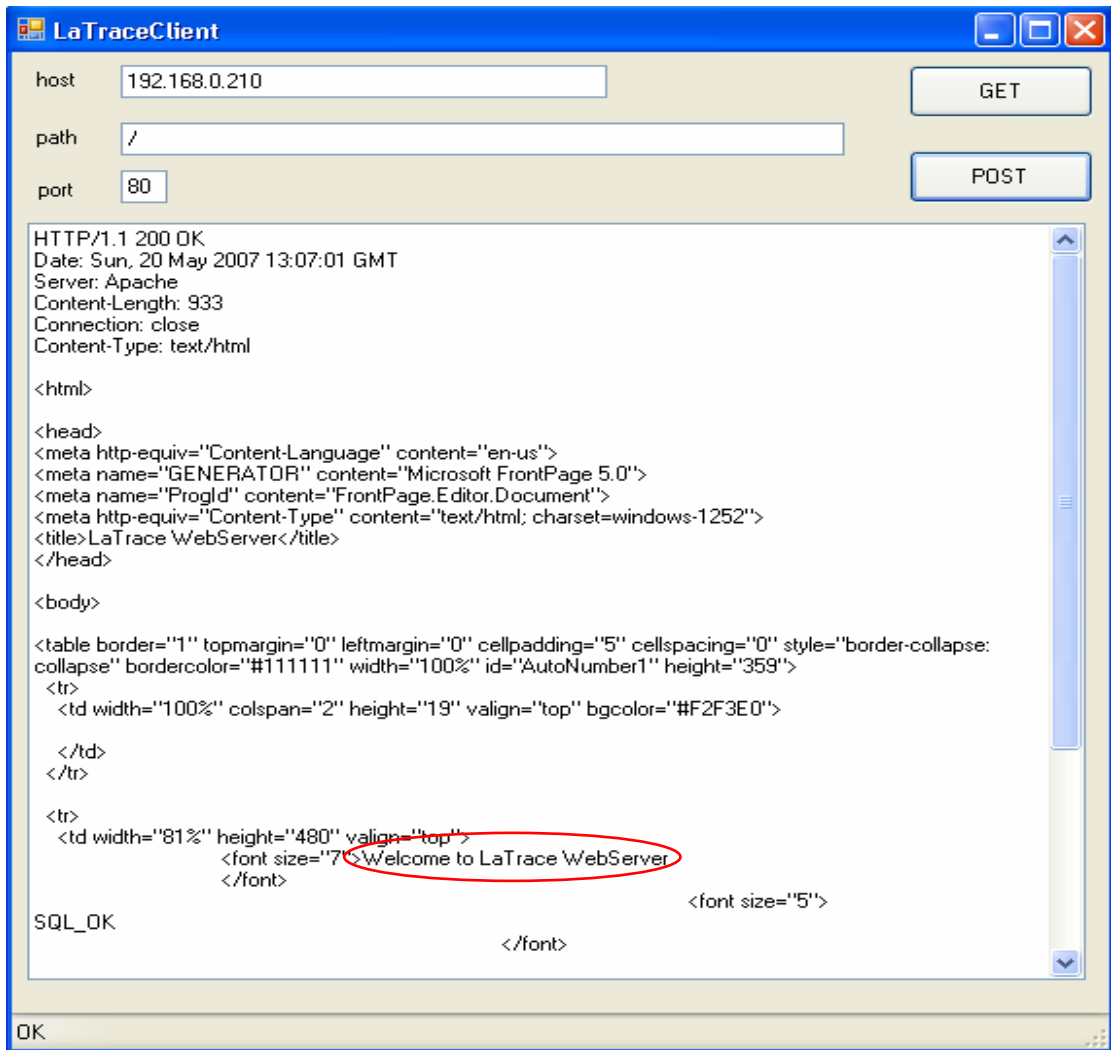 LaTraceClient
host 192.168.0.210
GET
path /
POST
port 80
HTTP/1.1 200 OK
Date: Sun, 20 May 2007 13:07:01 GMT
Server: Apache
Content-Length: 933
Connection: close
Content-Type: text/html
<html>
<head>
<meta http-equiv="Content-Language" content="en-us">
<meta name="GENERATOR" content="Microsoft FrontPage 5.0">
<meta name="ProgId" content="FrontPage.Editor.Document">
<meta http-equiv="Content-Type" content="text/html; charset=windows-1252">
<title>LaTrace WebServer</title>
</head>
<body>
<table border="1" topmargin="0" leftmargin="0" cellpadding="5" cellspacing="0" style="border-collapse:
collapse" bordercolor="#111111" width="100%" id="AutoNumber1" height="359">
<tr>
<td width="100%" colspan="2" height="19" valign="top" bgcolor="#F2F3E0">
</td>
</tr>
<tr>
<td width="81%" height="480" valign="top">
<font size="7">Welcome to LaTrace WebServer
</font>
<font size="5">
SQL_OK
</font>
OK